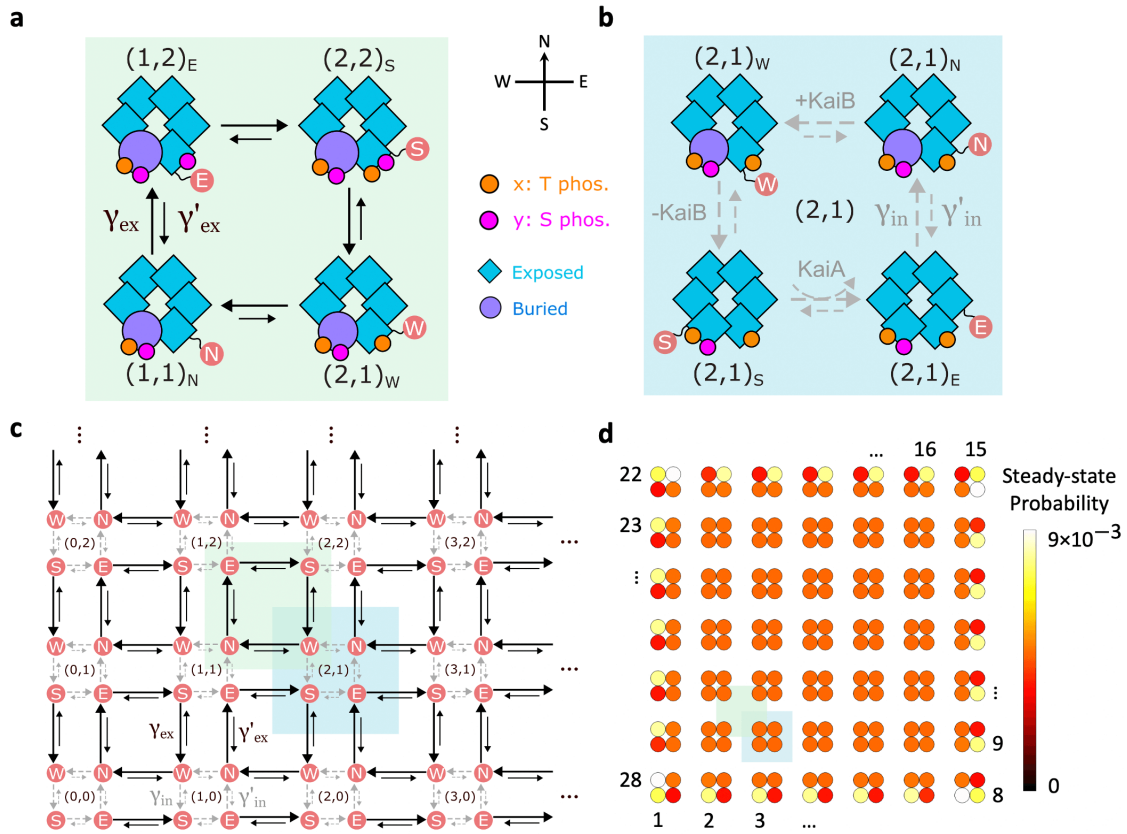 a
(1,2)E
(2,2)S
S
E
γex
γ'ex
N
W
(1,1)N
(2,1)W
N
W
E
S
x: T phos.
y: S phos.
Exposed
Buried
b
(2,1)W
(2,1)N
+KaiB
N
W
-KaiB
(2,1)
γin
γ'in
KaiA
S
E
(2,1)S
(2,1)E
c
⋮ ⋮ ⋮ ⋮
W N W N W N W N
(0,2) (1,2) (2,2) (3,2) ...
S E S E S E S E
W N W N W N W N
(0,1) (1,1) (2,1) (3,1) ...
S E S E S E S E
γex γ'ex
W N W N W N W N
(0,0) γin (1,0) γ'in (2,0) (3,0) ...
S E S E S E S E
d
... 16 15
22
23
⋮
⋮
9
28
8
1 2 3 ...
Steady-state
Probability
9×10−3
0